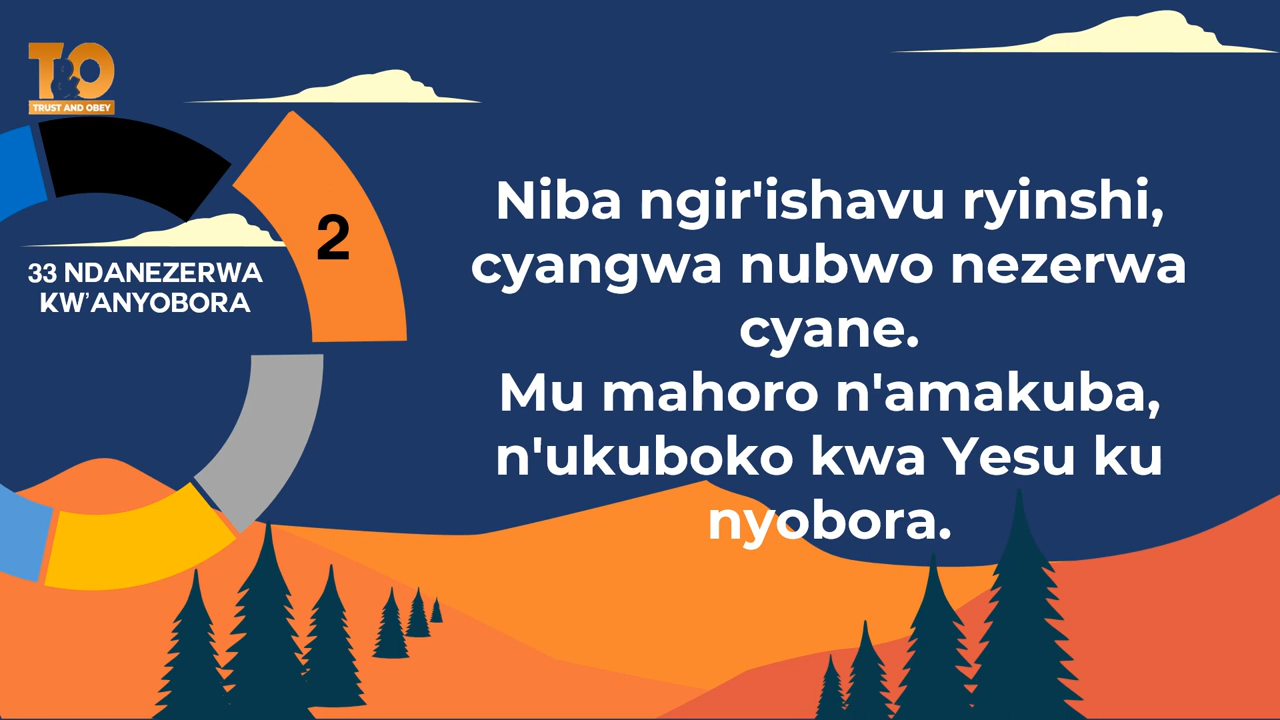 T&O
TRUST AND OBEY
2
33 NDANEZERWA
KW’ANYOBORA
Niba ngir'ishavu ryinshi,
cyangwa nubwo nezerwa
cyane.
Mu mahoro n'amakuba,
n'ukuboko kwa Yesu ku
nyobora.